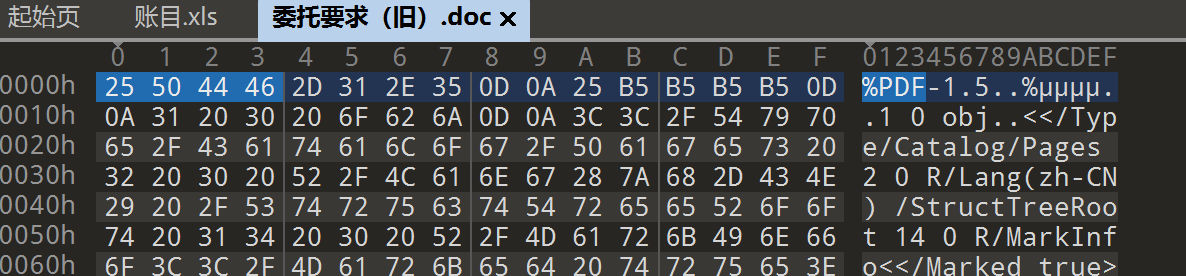 起始页 账目.xls 委托要求（旧）.doc ×
0 1 2 3 4 5 6 7 8 9 A B C D E F 0123456789ABCDEF
0000h 25 50 44 46 2D 31 2E 35 0D 0A 25 B5 B5 B5 B5 0D %PDF-1.5..%µµµµ.
0010h 0A 31 20 30 20 6F 62 6A 0D 0A 3C 3C 2F 54 79 70 .1 0 obj..<</Typ
0020h 65 2F 43 61 74 61 6C 6F 67 2F 50 61 67 65 73 20 e/Catalog/Pages
0030h 32 20 30 20 52 2F 4C 61 6E 67 28 7A 68 2D 43 4E 2 0 R/Lang(zh-CN
0040h 29 20 2F 53 74 72 75 63 74 54 72 65 65 52 6F 6F ) /StructTreeRoo
0050h 74 20 31 34 20 30 20 52 2F 4D 61 72 6B 49 6E 66 t 14 0 R/MarkInf
0060h 6F 3C 3C 2F 4D 61 72 6B 65 64 20 74 72 75 65 3E o<</Marked true>